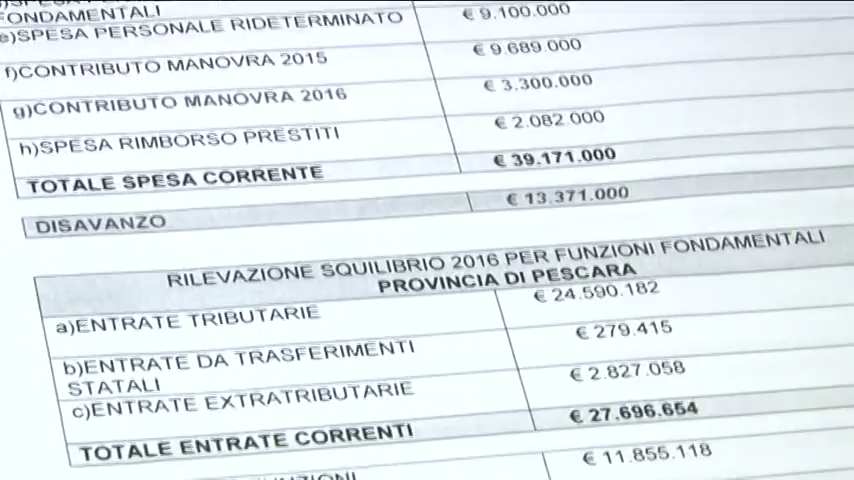 FONDAMENTALI
e)SPESA PERSONALE RIDETERMINATO € 9.100.000
f)CONTRIBUTO MANOVRA 2015 € 9.689.000
g)CONTRIBUTO MANOVRA 2016 € 3.300.000
h)SPESA RIMBORSO PRESTITI € 2.082.000
TOTALE SPESA CORRENTE € 39.171.000
DISAVANZO € 13.371.000
RILEVAZIONE SQUILIBRIO 2016 PER FUNZIONI FONDAMENTALI
PROVINCIA DI PESCARA
a)ENTRATE TRIBUTARIE € 24.590.182
b)ENTRATE DA TRASFERIMENTI € 279.415
STATALI
c)ENTRATE EXTRATRIBUTARIE € 2.827.058
TOTALE ENTRATE CORRENTI € 27.696.654
€ 11.855.118